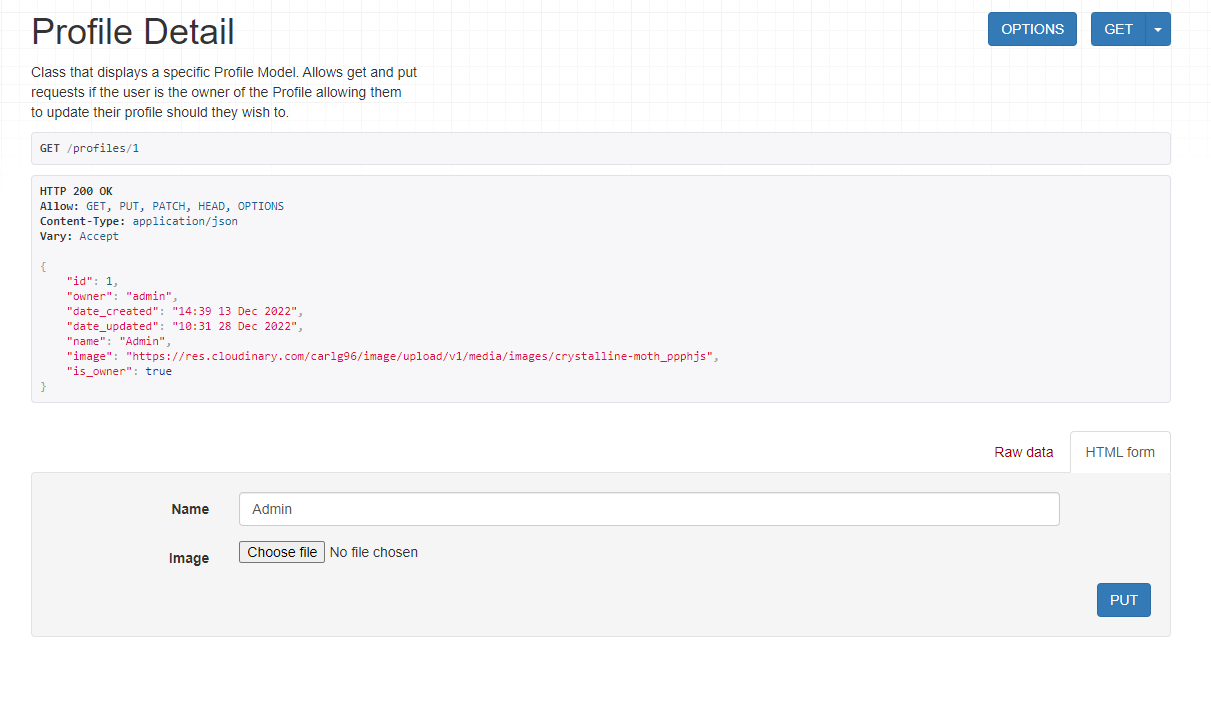 Profile Detail
OPTIONS
GET
Class that displays a specific Profile Model. Allows get and put
requests if the user is the owner of the Profile allowing them
to update their profile should they wish to.
GET /profiles/1
HTTP 200 OK
Allow: GET, PUT, PATCH, HEAD, OPTIONS
Content-Type: application/json
Vary: Accept
{
    "id": 1,
    "owner": "admin",
    "date_created": "14:39 13 Dec 2022",
    "date_updated": "10:31 28 Dec 2022",
    "name": "Admin",
    "image": "https://res.cloudinary.com/carlg96/image/upload/v1/media/images/crystalline-moth_ppphjs",
    "is_owner": true
}
Raw data
HTML form
Name
Admin
Image
Choose file No file chosen
PUT